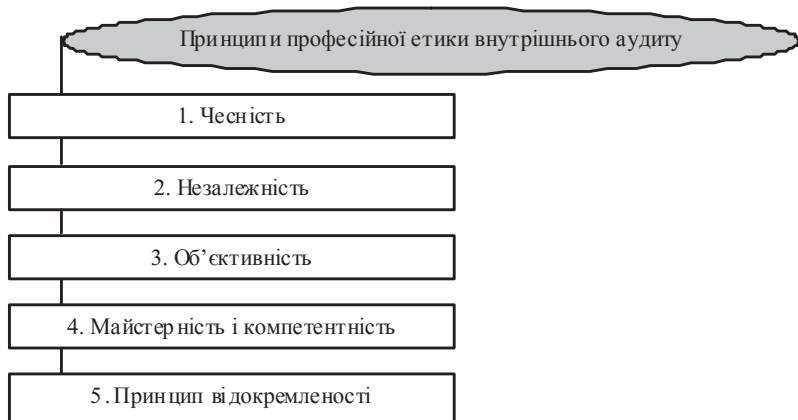 Принципи професійної етики внутрішнього аудиту
1. Чесність
2. Незалежність
3. Об’єктивність
4. Майстерність і компетентність
5. Принцип відокремленості